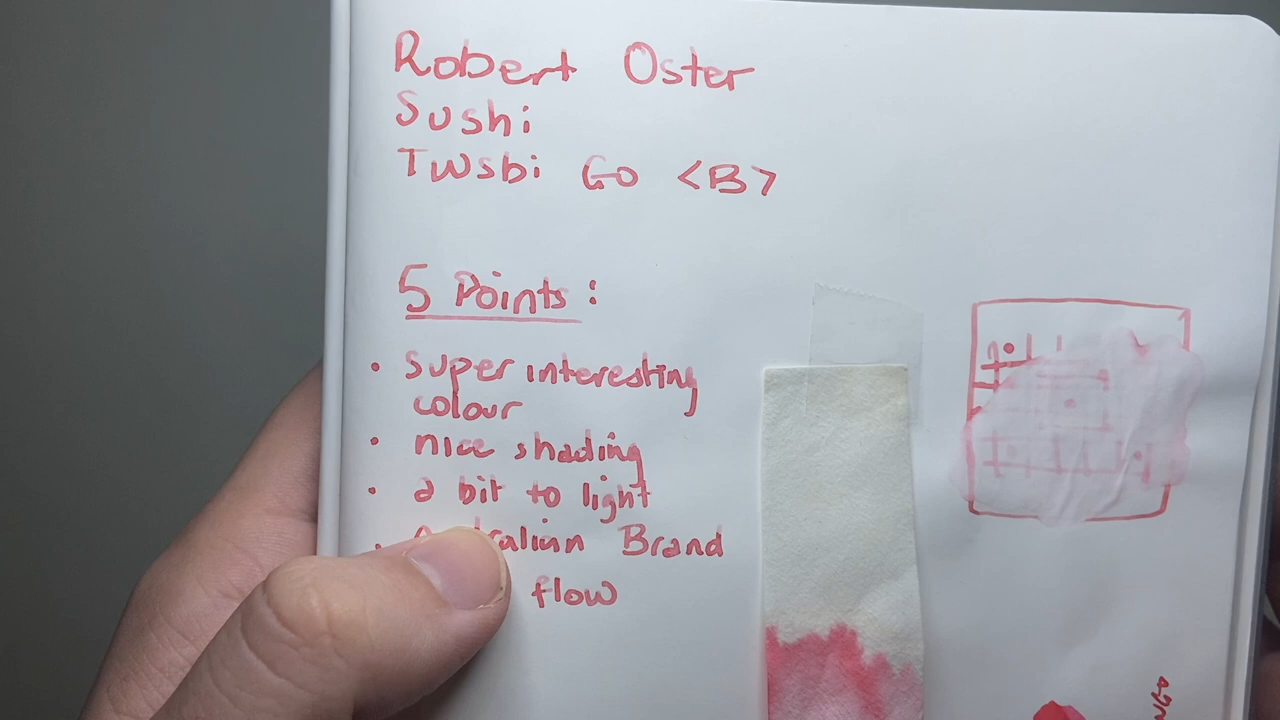 Robert Oster
Sushi
Twsbi Go <B>
5 Points:
• super interesting
colour
• nice shading
• a bit to light
• Brand
flow